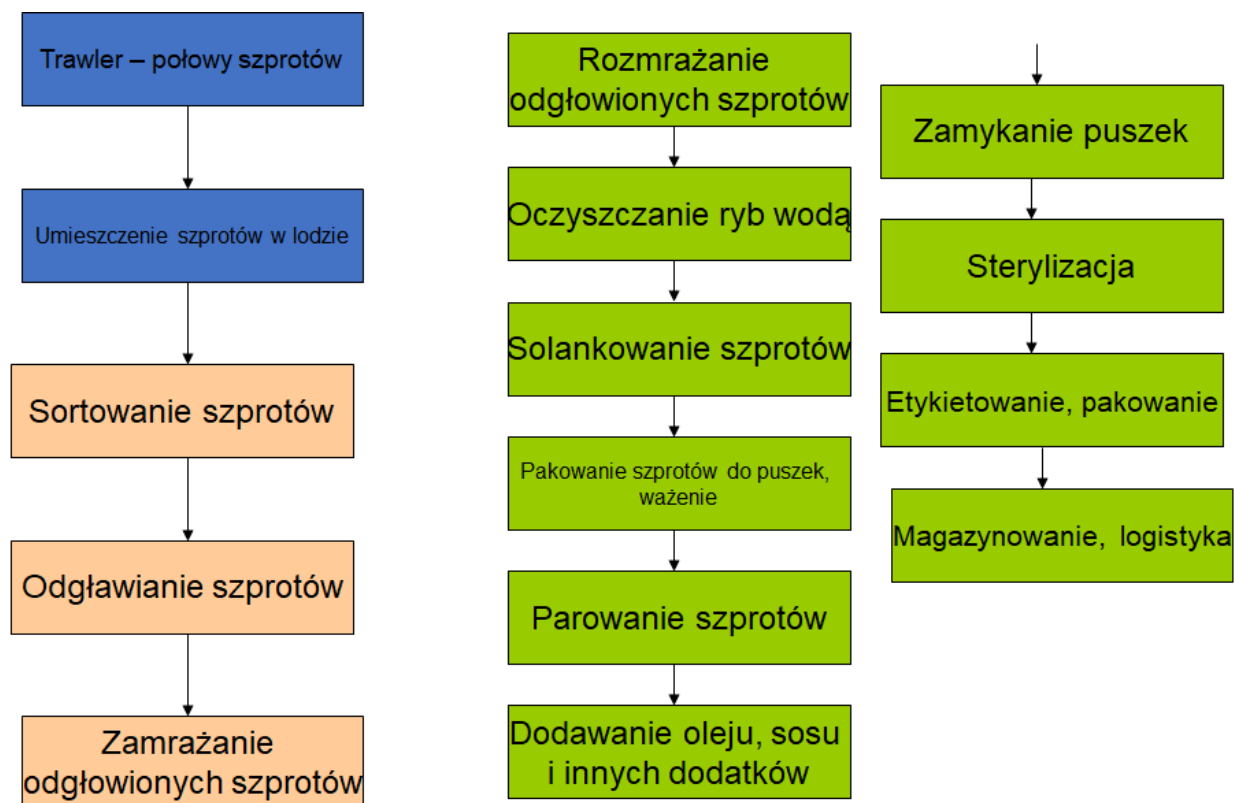 Trawler – połowy szprotów
Umieszczenie szprotów w lodzie
Sortowanie szprotów
Odgławianie szprotów
Zamrażanie
odgłowionych szprotów
Rozmrażanie
odgłowionych szprotów
Oczyszczanie ryb wodą
Solankowanie szprotów
Pakowanie szprotów do puszek,
ważenie
Parowanie szprotów
Dodawanie oleju, sosu
i innych dodatków
Zamykanie puszek
Sterylizacja
Etykietowanie, pakowanie
Magazynowanie, logistyka